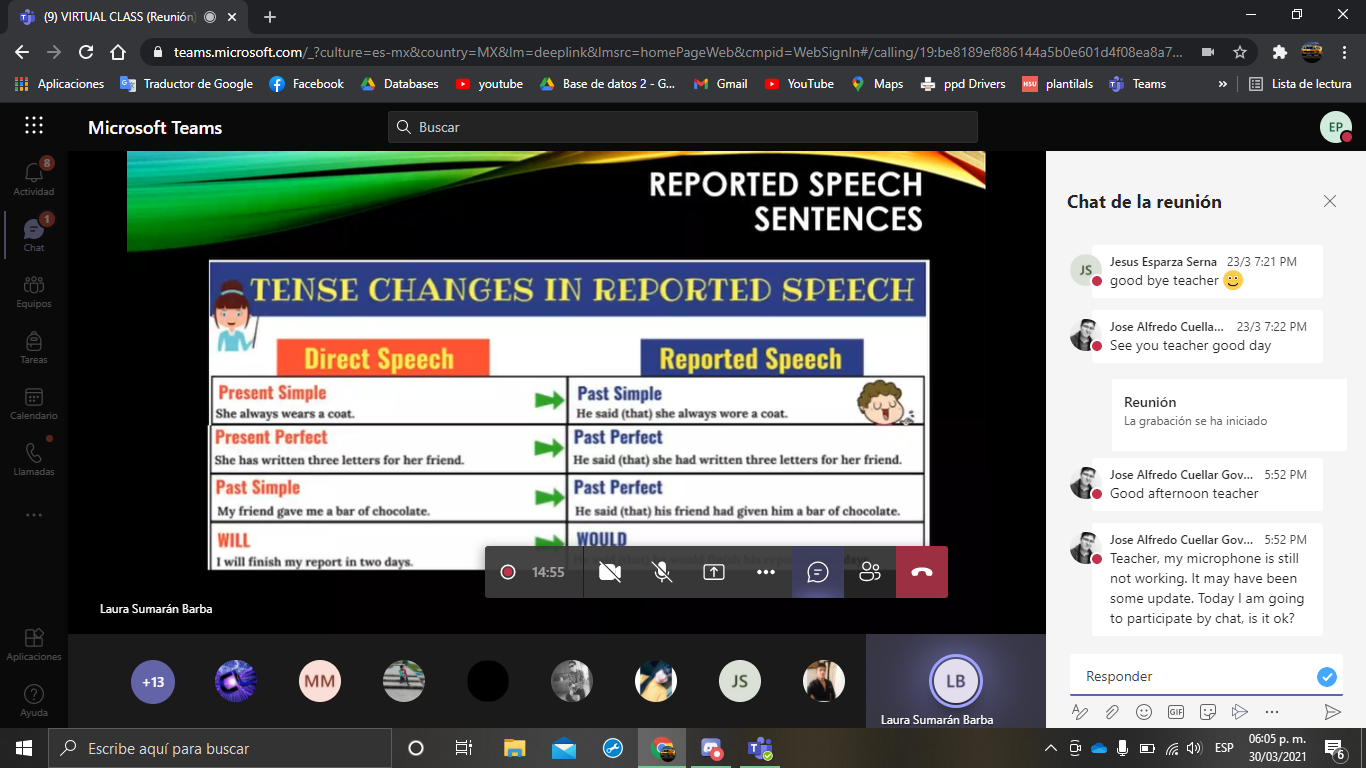 (9) VIRTUAL CLASS (Reunión)
teams.microsoft.com/_?culture=es-mx&country=MX&lm=deeplink&lmsrc=homePageWeb&cmpid=WebSignIn#/calling/19:be8189ef886144a5b0e601d4f08ea8a7...
Aplicaciones Traductor de Google Facebook Databases youtube Base de datos 2 - G... Gmail YouTube Maps ppd Drivers HSU plantilals Teams » Lista de lectura
Microsoft Teams
Buscar
EP
8
Actividad
1
Chat
Equipos
Tareas
Calendario
Llamadas
Aplicaciones
Ayuda
REPORTED SPEECH
SENTENCES
TENSE CHANGES IN REPORTED SPEECH
Direct Speech Reported Speech
Present Simple Past Simple
She always wears a coat. He said (that) she always wore a coat.
Present Perfect Past Perfect
She has written three letters for her friend. He said (that) she had written three letters for her friend.
Past Simple Past Perfect
My friend gave me a bar of chocolate. He said (that) his friend had given him a bar of chocolate.
WILL WOULD
I will finish my report in two days.
14:55
Laura Sumarán Barba
+13
MM
JS
LB
Laura Sumarán Barba
Chat de la reunión
JS
Jesus Esparza Serna 23/3 7:21 PM
good bye teacher
Jose Alfredo Cuella... 23/3 7:22 PM
See you teacher good day
Reunión
La grabación se ha iniciado
Jose Alfredo Cuellar Gov... 5:52 PM
Good afternoon teacher
Jose Alfredo Cuellar Gov... 5:52 PM
Teacher, my microphone is still
not working. It may have been
some update. Today I am going
to participate by chat, is it ok?
Responder
GIF
Escribe aquí para buscar
ESP
06:05 p. m.
30/03/2021
6